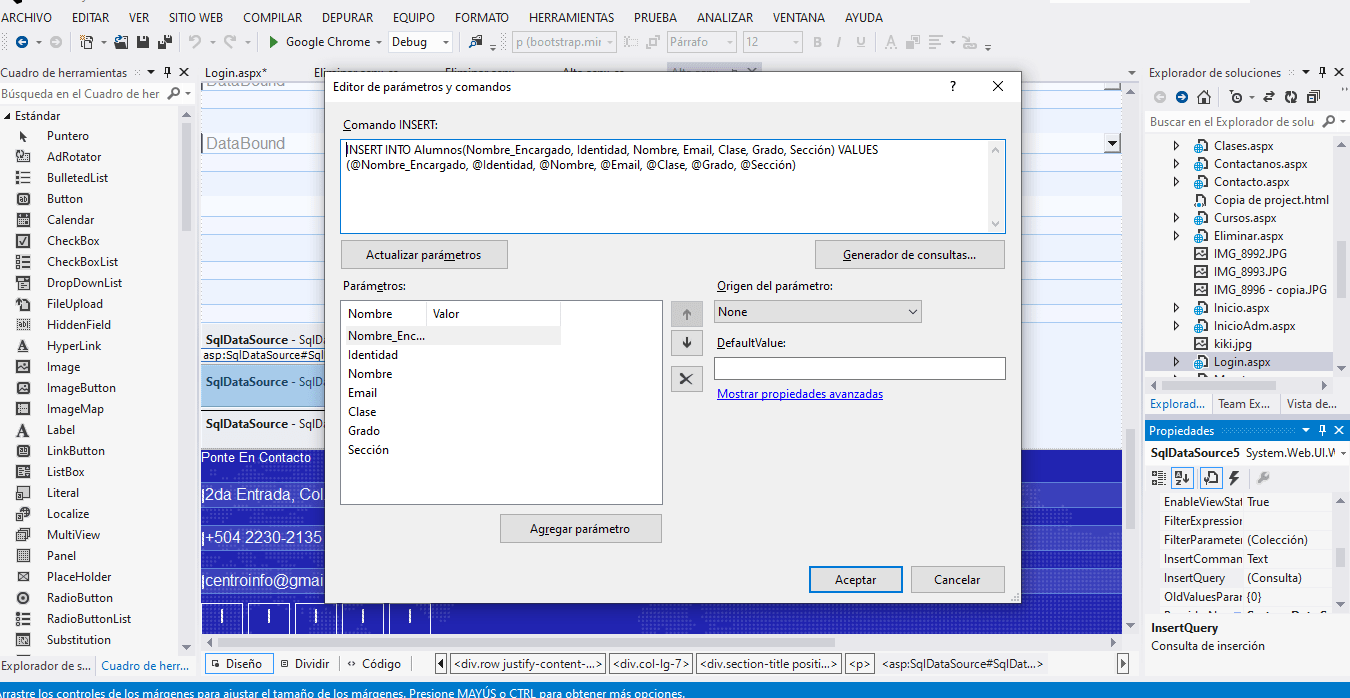 ARCHIVO EDITAR VER SITIO WEB COMPILAR DEPURAR EQUIPO FORMATO HERRAMIENTAS PRUEBA ANALIZAR VENTANA AYUDA
Google Chrome Debug p (bootstrap.mir Párrafo 12 B I U
Cuadro de herramientas
Búsqueda en el Cuadro de her
Estándar
Puntero
AdRotator
BulletedList
Button
Calendar
CheckBox
CheckBoxList
DropDownList
FileUpload
HiddenField
HyperLink
Image
ImageButton
ImageMap
Label
LinkButton
ListBox
Literal
Localize
MultiView
Panel
PlaceHolder
RadioButton
RadioButtonList
Substitution
Explorador de s... Cuadro de herr...
Login.aspx*
DataBound
DataBound
SqlDataSource - SqlD
asp:SqlDataSource#Sql
SqlDataSource - SqlD
SqlDataSource - SqlD
Ponte En Contacto
2da Entrada, Col
+504 2230-2135
centroinfo@gmai
Editor de parámetros y comandos ?
Comando INSERT:
INSERT INTO Alumnos(Nombre_Encargado, Identidad, Nombre, Email, Clase, Grado, Sección) VALUES
(@Nombre_Encargado, @Identidad, @Nombre, @Email, @Clase, @Grado, @Sección)
Actualizar parámetros Generador de consultas...
Parámetros:
Nombre Valor
Nombre_Enc...
Identidad
Nombre
Email
Clase
Grado
Sección
Agregar parámetro
Origen del parámetro:
None
DefaultValue:
Mostrar propiedades avanzadas
Aceptar Cancelar
Diseño Dividir Código <div.row justify-content-...> <div.col-lg-7> <div.section-title positi...> <p> <asp:SqlDataSource#SqlDat...>
Explorador de soluciones
Buscar en el Explorador de solu
Clases.aspx
Contactanos.aspx
Contacto.aspx
Copia de project.html
Cursos.aspx
Eliminar.aspx
IMG_8992.JPG
IMG_8993.JPG
IMG_8996 - copia.JPG
Inicio.aspx
InicioAdm.aspx
kiki.jpg
Login.aspx
Explorad... Team Ex... Vista de...
Propiedades
SqlDataSource5 System.Web.UI.W
EnableViewStat True
FilterExpression
FilterParameter (Colección)
InsertComman Text
InsertQuery (Consulta)
OldValuesPara {0}
InsertQuery
Consulta de inserción
Arrastre los controles de los márgenes para ajustar el tamaño de los márgenes. Presione MAYÚS o CTRL para obtener más opciones.